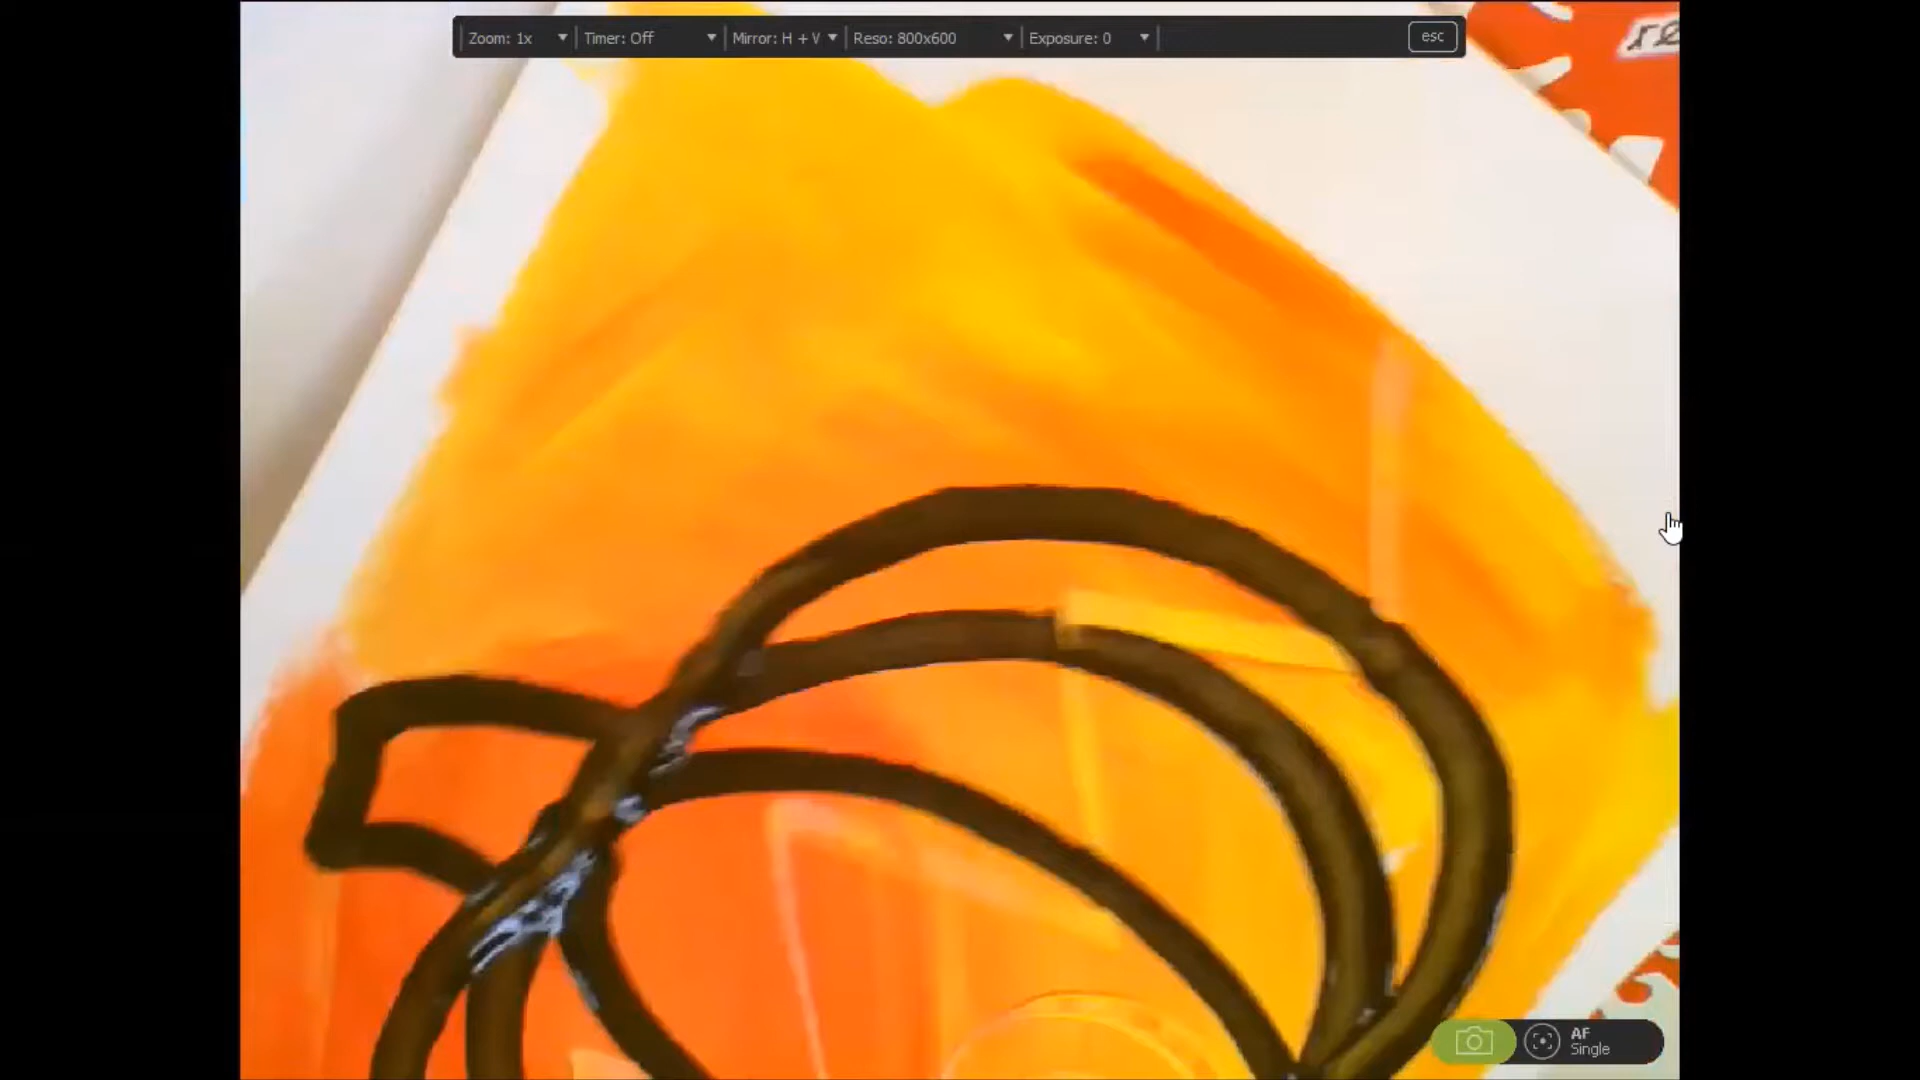 Zoom: 1x Timer: Off Mirror: H + V Reso: 800x600 Exposure: 0 esc
AF
Single